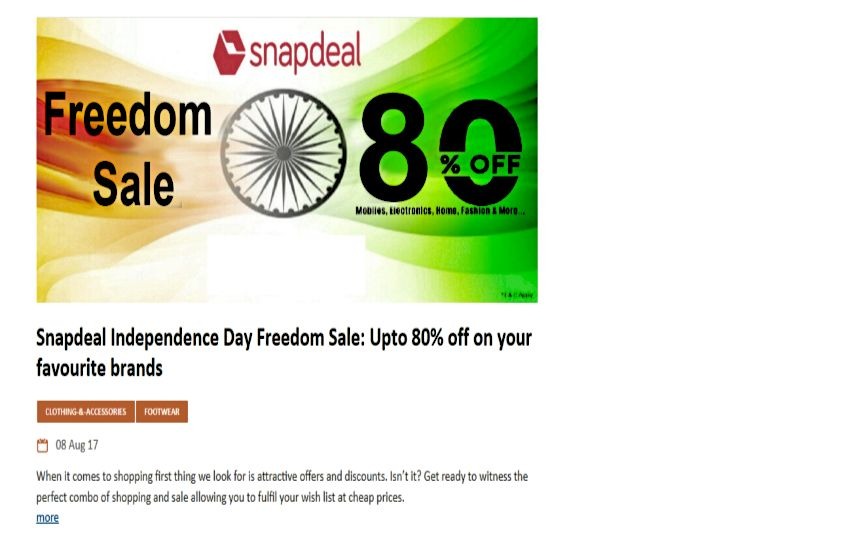 snapdeal
Freedom
Sale
80
% OFF
Mobiles, Electronics, Home, Fashion & More...
Snapdeal Independence Day Freedom Sale: Upto 80% off on your
favourite brands
CLOTHING-&-ACCESSORIES FOOTWEAR
08 Aug 17
When it comes to shopping first thing we look for is attractive offers and discounts. Isn't it? Get ready to witness the
perfect combo of shopping and sale allowing you to fulfil your wish list at cheap prices.
more